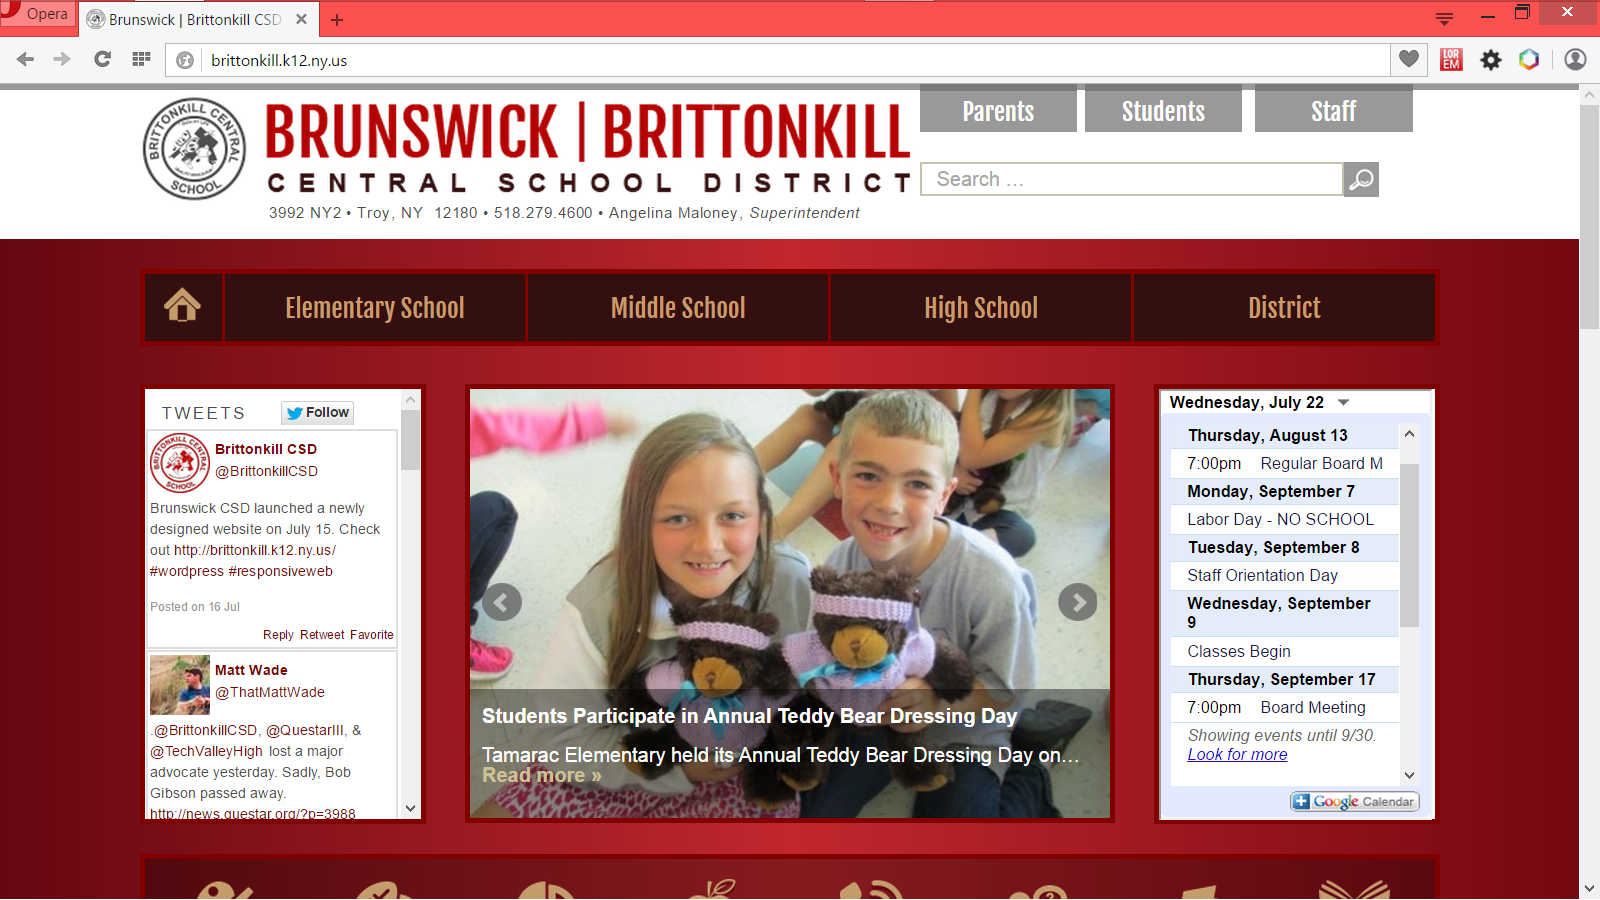 Opera
Brunswick | Brittonkill CSD
brittonkill.k12.ny.us
LOR
EM
BRITTONKILL CENTRAL
SCHOOL
BRUNSWICK | BRITTONKILL
CENTRAL SCHOOL DISTRICT
3992 NY2 • Troy, NY 12180 • 518.279.4600 • Angelina Maloney, Superintendent
Parents
Students
Staff
Search ...
Elementary School
Middle School
High School
District
TWEETS
Follow
BRITTONKILL CENTRAL
SCHOOL
Brittonkill CSD
@BrittonkillCSD
Brunswick CSD launched a newly
designed website on July 15. Check
out http://brittonkill.k12.ny.us/
#wordpress #responsiveweb
Posted on 16 Jul
Reply Retweet Favorite
Matt Wade
@ThatMattWade
.@BrittonkillCSD, @QuestarIII, &
@TechValleyHigh lost a major
advocate yesterday. Sadly, Bob
Gibson passed away.
http://news.questar.org/?p=3988
Students Participate in Annual Teddy Bear Dressing Day
Tamarac Elementary held its Annual Teddy Bear Dressing Day on...
Read more »
Wednesday, July 22
Thursday, August 13
7:00pm Regular Board M
Monday, September 7
Labor Day - NO SCHOOL
Tuesday, September 8
Staff Orientation Day
Wednesday, September
9
Classes Begin
Thursday, September 17
7:00pm Board Meeting
Showing events until 9/30.
Look for more
Google Calendar